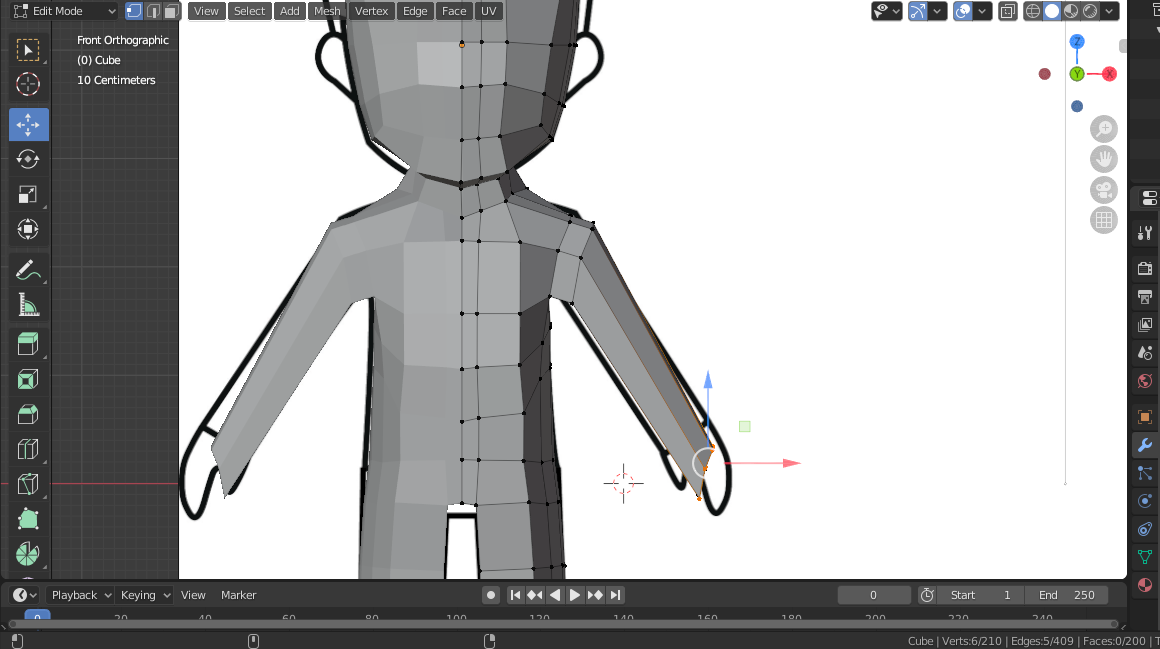 Edit Mode View Select Add Mesh Vertex Edge Face UV
Front Orthographic
(0) Cube
10 Centimeters
Z
Y X
Playback Keying View Marker 0 Start 1 End 250
0 20 40 60 80 100 120 140 160 180 200 220 240
Cube | Verts:6/210 | Edges:5/409 | Faces:0/200 | T